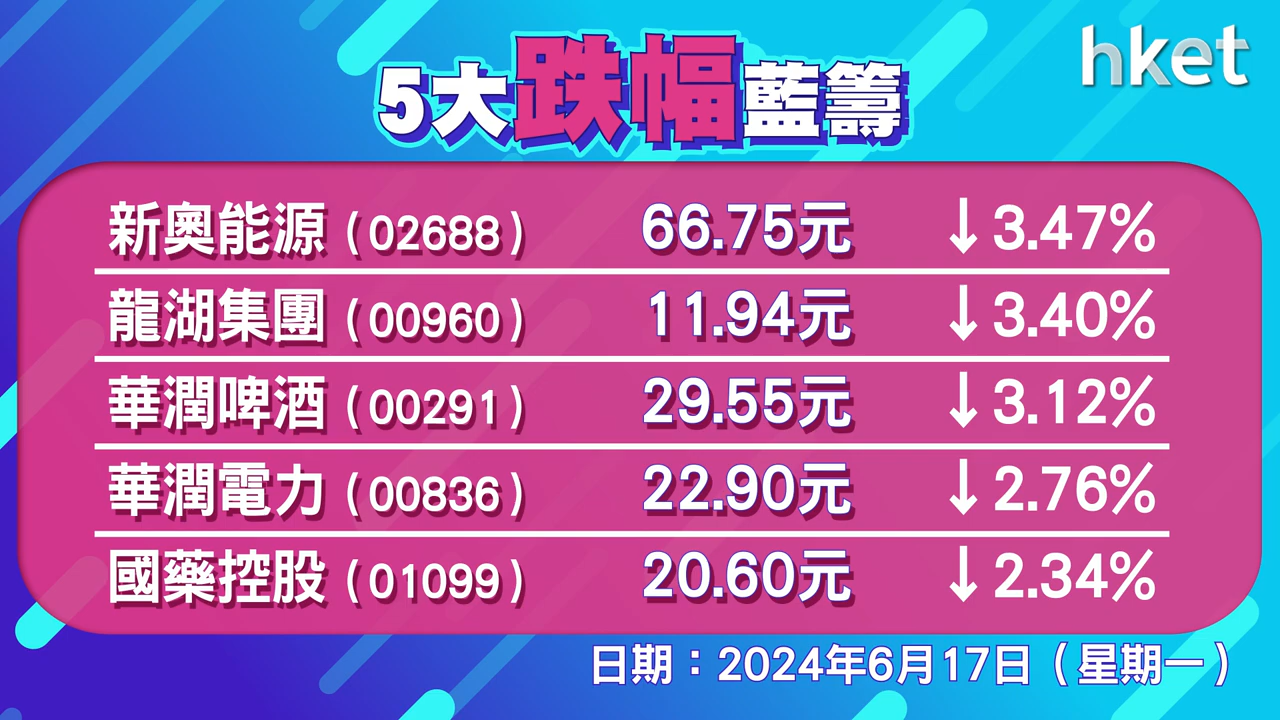 hket
5大跌幅藍籌
新奧能源（02688） 66.75元 ↓3.47%
龍湖集團（00960） 11.94元 ↓3.40%
華潤啤酒（00291） 29.55元 ↓3.12%
華潤電力（00836） 22.90元 ↓2.76%
國藥控股（01099） 20.60元 ↓2.34%
日期：2024年6月17日（星期一）